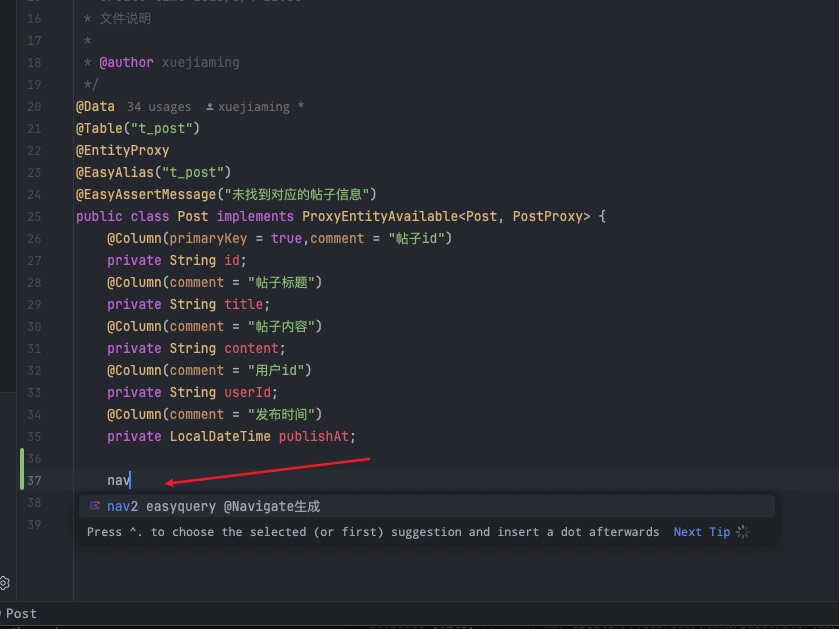 16 * 文件说明
17 *
18 * @author xuejiaming
19 */
20 @Data 34 usages xuejiaming *
21 @Table("t_post")
22 @EntityProxy
23 @EasyAlias("t_post")
24 @EasyAssertMessage("未找到对应的帖子信息")
25 public class Post implements ProxyEntityAvailable<Post, PostProxy> {
26 @Column(primaryKey = true,comment = "帖子id")
27 private String id;
28 @Column(comment = "帖子标题")
29 private String title;
30 @Column(comment = "帖子内容")
31 private String content;
32 @Column(comment = "用户id")
33 private String userId;
34 @Column(comment = "发布时间")
35 private LocalDateTime publishAt;
36
37 nav
38 nav2 easyquery @Navigate生成
39 Press ^. to choose the selected (or first) suggestion and insert a dot afterwards Next Tip
Post